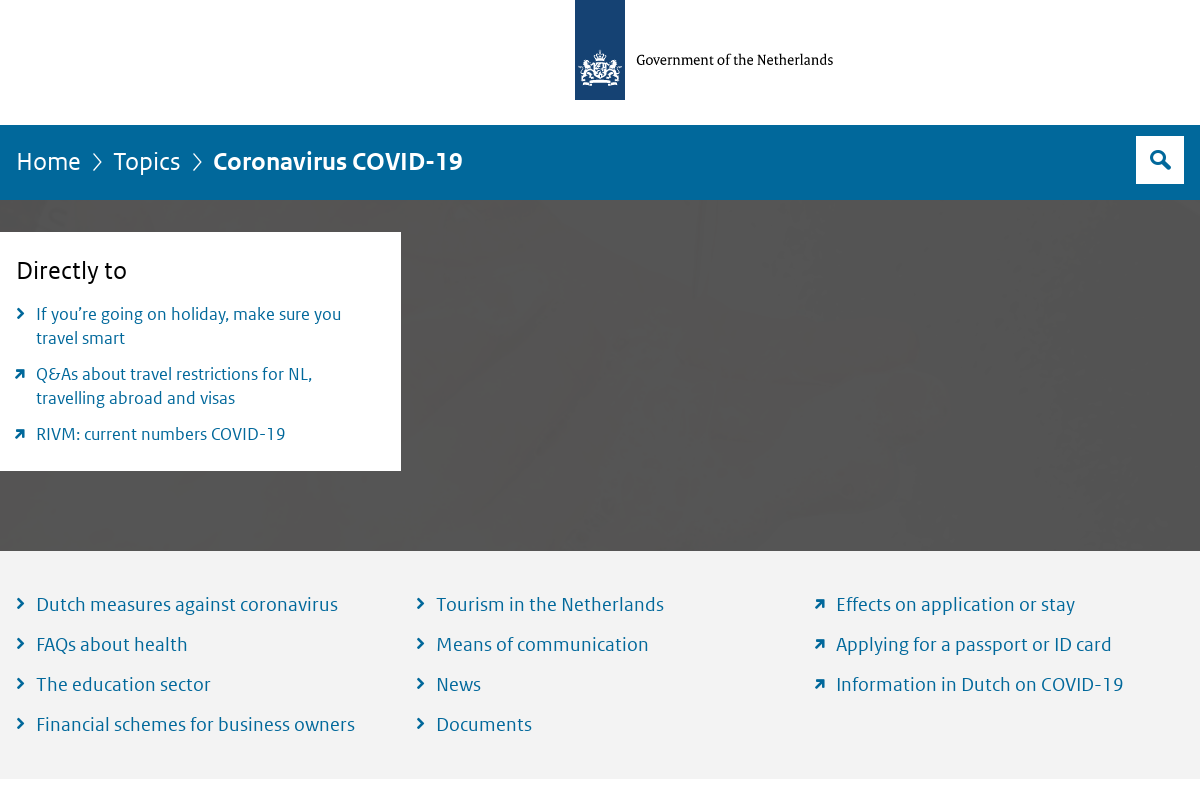 Government of the Netherlands
Home
Topics
Coronavirus COVID-19
Directly to
If you’re going on holiday, make sure you
travel smart
Q&As about travel restrictions for NL,
travelling abroad and visas
RIVM: current numbers COVID-19
Dutch measures against coronavirus
FAQs about health
The education sector
Financial schemes for business owners
Tourism in the Netherlands
Means of communication
News
Documents
Effects on application or stay
Applying for a passport or ID card
Information in Dutch on COVID-19